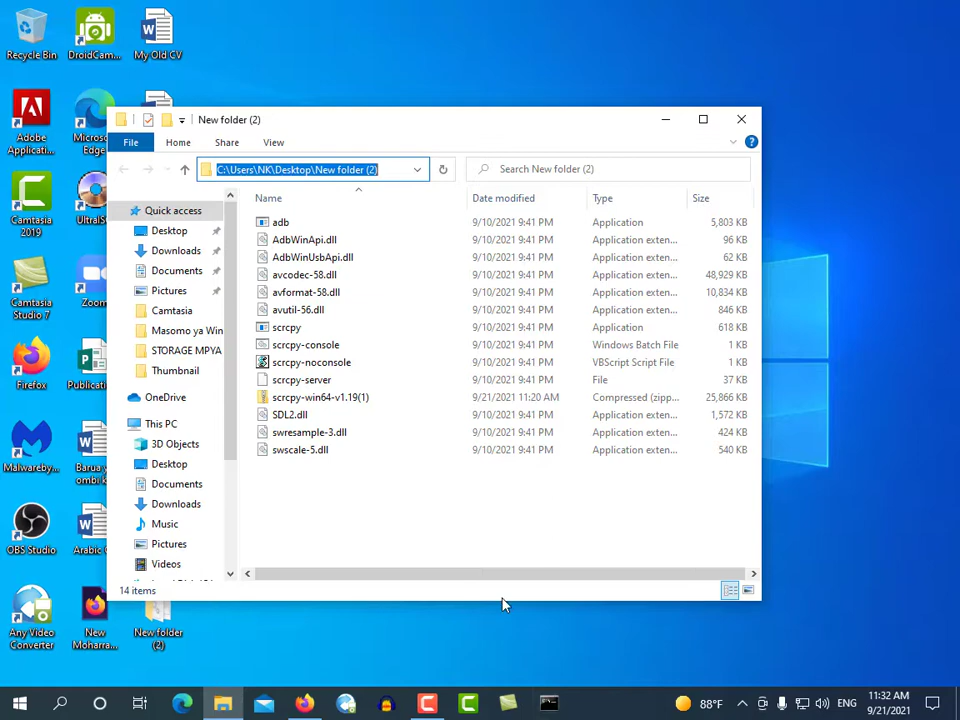 Recycle Bin
DroidCam...
My Old CV
Adobe
Applicati...
Microsof
Edge
Camtasia
2019
UltraISO
Camtasia
Studio 7
Zoom
Firefox
Publicati
Malwareby...
Barua ya
ombi k
OBS Studio
Arabic
Any Video
Converter
New
Moharra...
New folder
(2)
New folder (2)
File
Home
Share
View
C:\Users\NK\Desktop\New folder (2)
Search New folder (2)
Quick access
Desktop
Downloads
Documents
Pictures
Camtasia
Masomo ya Win
STORAGE MPYA
Thumbnail
OneDrive
This PC
3D Objects
Desktop
Documents
Downloads
Music
Pictures
Videos
Name Date modified Type Size
adb 9/10/2021 9:41 PM Application 5,803 KB
AdbWinApi.dll 9/10/2021 9:41 PM Application exten... 96 KB
AdbWinUsbApi.dll 9/10/2021 9:41 PM Application exten... 62 KB
avcodec-58.dll 9/10/2021 9:41 PM Application exten... 48,929 KB
avformat-58.dll 9/10/2021 9:41 PM Application exten... 10,834 KB
avutil-56.dll 9/10/2021 9:41 PM Application exten... 846 KB
scrcpy 9/10/2021 9:41 PM Application 618 KB
scrcpy-console 9/10/2021 9:41 PM Windows Batch File 1 KB
scrcpy-noconsole 9/10/2021 9:41 PM VBScript Script File 1 KB
scrcpy-server 9/10/2021 9:41 PM File 37 KB
scrcpy-win64-v1.19(1) 9/21/2021 11:20 AM Compressed (zipp... 25,866 KB
SDL2.dll 9/10/2021 9:41 PM Application exten... 1,572 KB
swresample-3.dll 9/10/2021 9:41 PM Application exten... 424 KB
swscale-5.dll 9/10/2021 9:41 PM Application exten... 540 KB
14 items
88°F
ENG
11:32 AM
9/21/2021